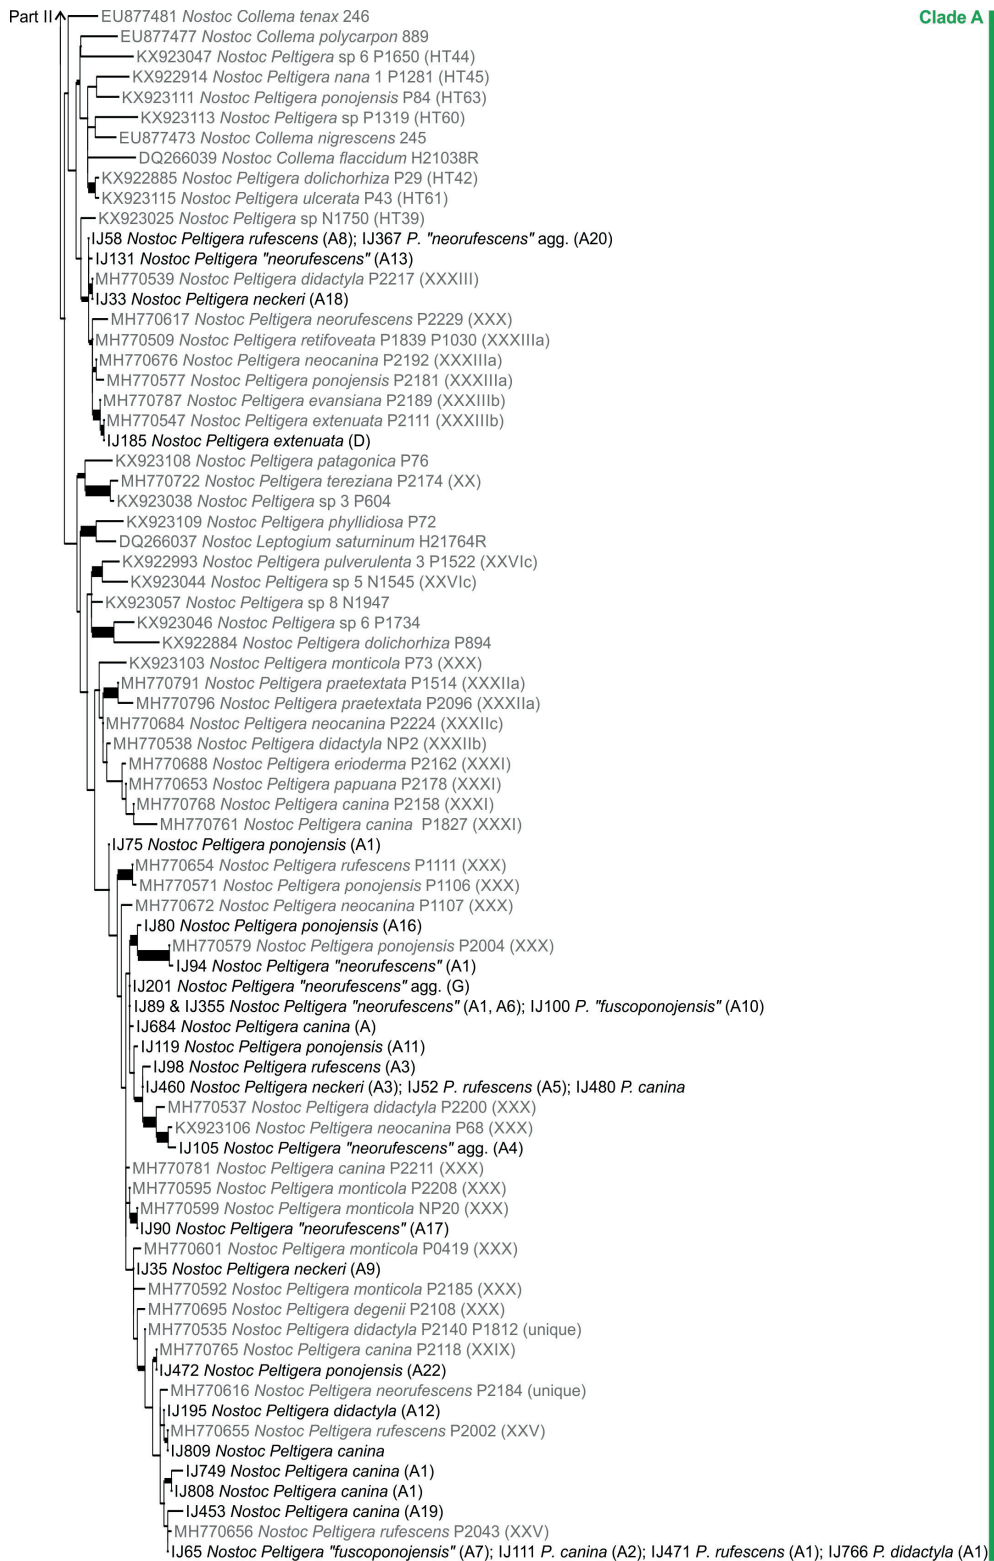 Part II
Clade A
EU877481 Nostoc Collema tenax 246
EU877477 Nostoc Collema polycarpon 889
KX923047 Nostoc Peltigera sp 6 P1650 (HT44)
KX922914 Nostoc Peltigera nana 1 P1281 (HT45)
KX923111 Nostoc Peltigera ponojensis P84 (HT63)
KX923113 Nostoc Peltigera sp P1319 (HT60)
EU877473 Nostoc Collema nigrescens 245
DQ266039 Nostoc Collema flaccidum H21038R
KX922885 Nostoc Peltigera dolichorhiza P29 (HT42)
KX923115 Nostoc Peltigera ulcerata P43 (HT61)
KX923025 Nostoc Peltigera sp N1750 (HT39)
IJ58 Nostoc Peltigera rufescens (A8); IJ367 P. "neorufescens" agg. (A20)
IJ131 Nostoc Peltigera "neorufescens" (A13)
MH770539 Nostoc Peltigera didactyla P2217 (XXXIII)
IJ33 Nostoc Peltigera neckeri (A18)
MH770617 Nostoc Peltigera neorufescens P2229 (XXX)
MH770509 Nostoc Peltigera retifoveata P1839 P1030 (XXXIIIa)
MH770676 Nostoc Peltigera neocanina P2192 (XXXIIIa)
MH770577 Nostoc Peltigera ponojensis P2181 (XXXIIIa)
MH770787 Nostoc Peltigera evansiana P2189 (XXXIIIb)
MH770547 Nostoc Peltigera extenuata P2111 (XXXIIIb)
IJ185 Nostoc Peltigera extenuata (D)
KX923108 Nostoc Peltigera patagonica P76
MH770722 Nostoc Peltigera tereziana P2174 (XX)
KX923038 Nostoc Peltigera sp 3 P604
KX923109 Nostoc Peltigera phyllidiosa P72
DQ266037 Nostoc Leptogium saturninum H21764R
KX922993 Nostoc Peltigera pulverulenta 3 P1522 (XXVIc)
KX923044 Nostoc Peltigera sp 5 N1545 (XXVIc)
KX923057 Nostoc Peltigera sp 8 N1947
KX923046 Nostoc Peltigera sp 6 P1734
KX922884 Nostoc Peltigera dolichorhiza P894
KX923103 Nostoc Peltigera monticola P73 (XXX)
MH770791 Nostoc Peltigera praetextata P1514 (XXXIIa)
MH770796 Nostoc Peltigera praetextata P2096 (XXXIIa)
MH770684 Nostoc Peltigera neocanina P2224 (XXXIIc)
MH770538 Nostoc Peltigera didactyla NP2 (XXXIIb)
MH770688 Nostoc Peltigera erioderma P2162 (XXXI)
MH770653 Nostoc Peltigera papuana P2178 (XXXI)
MH770768 Nostoc Peltigera canina P2158 (XXXI)
MH770761 Nostoc Peltigera canina P1827 (XXXI)
IJ75 Nostoc Peltigera ponojensis (A1)
MH770654 Nostoc Peltigera rufescens P1111 (XXX)
MH770571 Nostoc Peltigera ponojensis P1106 (XXX)
MH770672 Nostoc Peltigera neocanina P1107 (XXX)
IJ80 Nostoc Peltigera ponojensis (A16)
MH770579 Nostoc Peltigera ponojensis P2004 (XXX)
IJ94 Nostoc Peltigera "neorufescens" (A1)
IJ201 Nostoc Peltigera "neorufescens" agg. (G)
IJ89 & IJ355 Nostoc Peltigera "neorufescens" (A1, A6); IJ100 P. "fuscoponojensis" (A10)
IJ684 Nostoc Peltigera canina (A)
IJ119 Nostoc Peltigera ponojensis (A11)
IJ98 Nostoc Peltigera rufescens (A3)
IJ460 Nostoc Peltigera neckeri (A3); IJ52 P. rufescens (A5); IJ480 P. canina
MH770537 Nostoc Peltigera didactyla P2200 (XXX)
KX923106 Nostoc Peltigera neocanina P68 (XXX)
IJ105 Nostoc Peltigera "neorufescens" agg. (A4)
MH770781 Nostoc Peltigera canina P2211 (XXX)
MH770595 Nostoc Peltigera monticola P2208 (XXX)
MH770599 Nostoc Peltigera monticola NP20 (XXX)
IJ90 Nostoc Peltigera "neorufescens" (A17)
MH770601 Nostoc Peltigera monticola P0419 (XXX)
IJ35 Nostoc Peltigera neckeri (A9)
MH770592 Nostoc Peltigera monticola P2185 (XXX)
MH770695 Nostoc Peltigera degenii P2108 (XXX)
MH770535 Nostoc Peltigera didactyla P2140 P1812 (unique)
MH770765 Nostoc Peltigera canina P2118 (XXIX)
IJ472 Nostoc Peltigera ponojensis (A22)
MH770616 Nostoc Peltigera neorufescens P2184 (unique)
IJ195 Nostoc Peltigera didactyla (A12)
MH770655 Nostoc Peltigera rufescens P2002 (XXV)
IJ809 Nostoc Peltigera canina
IJ749 Nostoc Peltigera canina (A1)
IJ808 Nostoc Peltigera canina (A1)
IJ453 Nostoc Peltigera canina (A19)
MH770656 Nostoc Peltigera rufescens P2043 (XXV)
IJ65 Nostoc Peltigera "fuscoponojensis" (A7); IJ111 P. canina (A2); IJ471 P. rufescens (A1); IJ766 P. didactyla (A1)